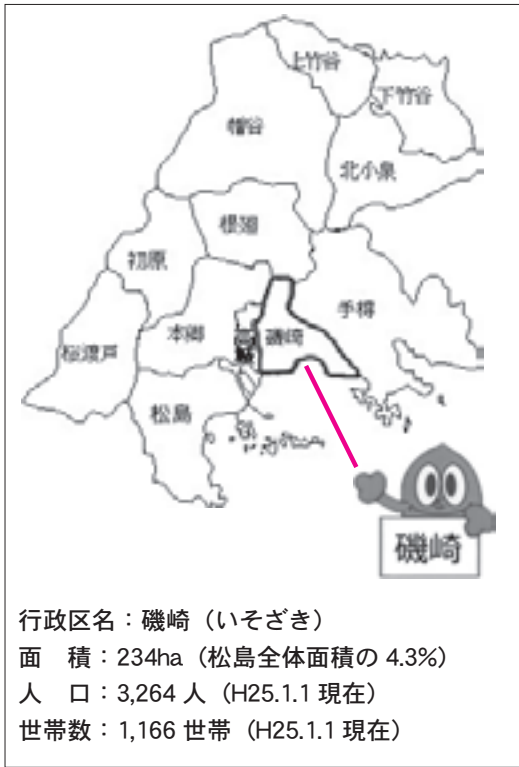 上竹谷
下竹谷
幡谷
北小泉
根廻
初原
手樽
本郷
磯崎
桜渡戸
松島
磯崎
行政区名：磯崎（いそざき）
面　積：234ha（松島全体面積の 4.3%）
人　口：3,264 人（H25.1.1 現在）
世帯数：1,166 世帯（H25.1.1 現在）